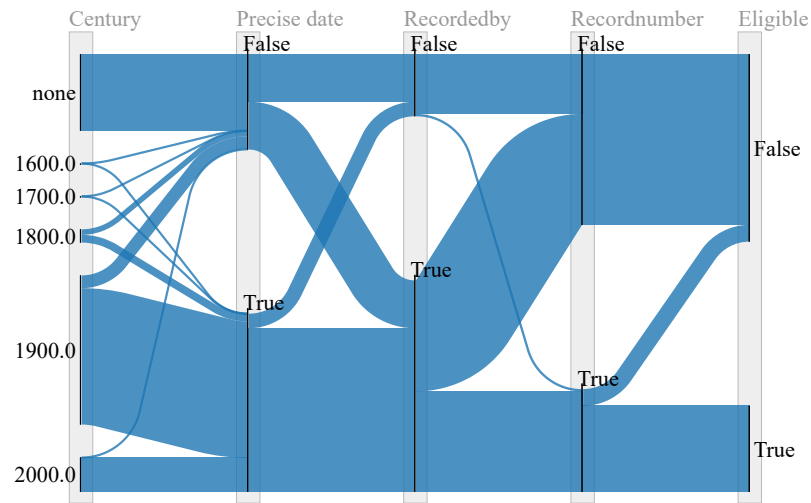 Century Precise date Recordedby Recordnumber Eligible
False False False
none
False
1600.0
1700.0
1800.0
True
True
1900.0
True
True
2000.0